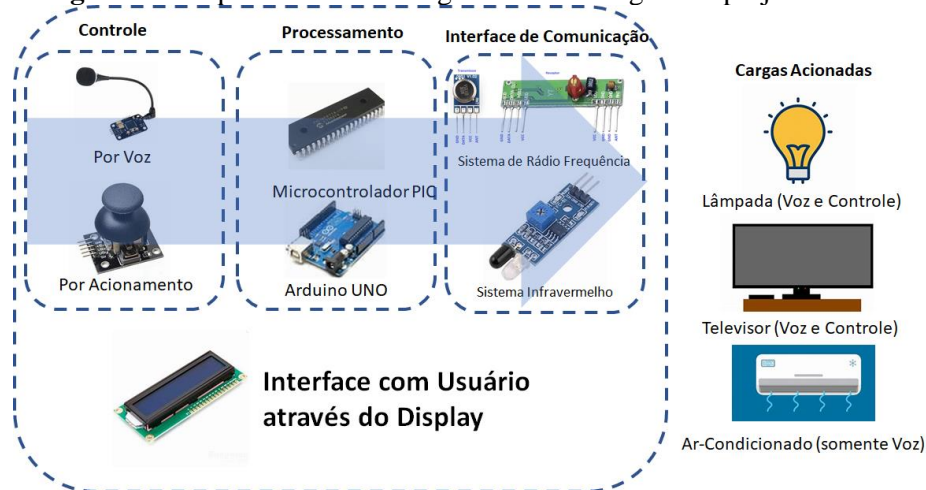 Controle
Processamento
Interface de Comunicação
Por Voz
Por Acionamento
Microcontrolador PIC
Arduino UNO
Sistema de Rádio Frequência
Sistema Infravermelho
Interface com Usuário
através do Display
Cargas Acionadas
Lâmpada (Voz e Controle)
Televisor (Voz e Controle)
Ar-Condicionado (somente Voz)